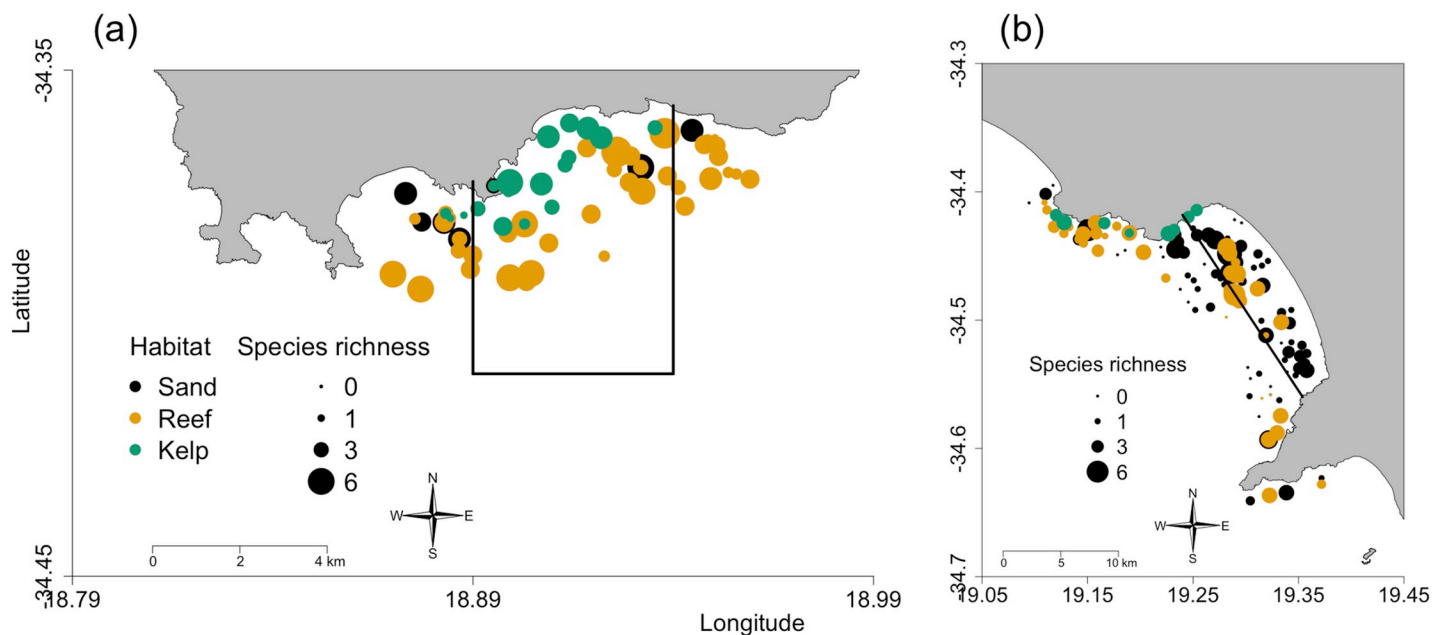 (a)
-34.35
Latitude
-34.45
Habitat
Sand
Reef
Kelp
Species richness
0
1
3
6
N
W E
S
0 2 4 km
18.79 18.89 18.99
Longitude
(b)
-34.3
-34.4
-34.5
-34.6
-34.7
Species richness
0
1
3
6
N
W E
S
0 5 10 km
19.05 19.15 19.25 19.35 19.45